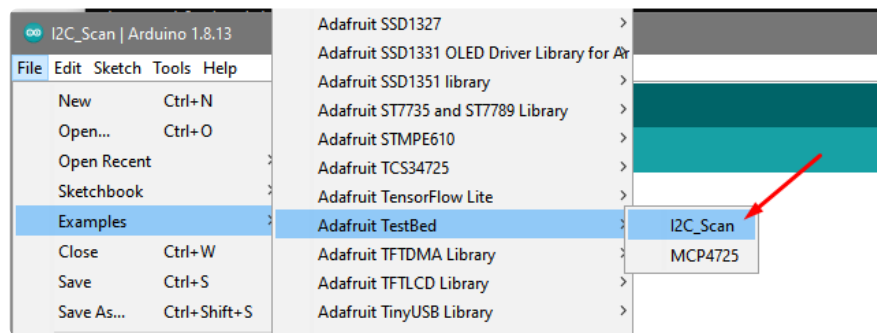 I2C_Scan | Arduino 1.8.13
File Edit Sketch Tools Help
New Ctrl+N
Open... Ctrl+O
Open Recent >
Sketchbook >
Examples >
Close Ctrl+W
Save Ctrl+S
Save As... Ctrl+Shift+S
Adafruit SSD1327 >
Adafruit SSD1331 OLED Driver Library for Ar
Adafruit SSD1351 library >
Adafruit ST7735 and ST7789 Library >
Adafruit STMPE610 >
Adafruit TCS34725 >
Adafruit TensorFlow Lite >
Adafruit TestBed >
Adafruit TFTDMA Library >
Adafruit TFTLCD Library >
Adafruit TinyUSB Library >
I2C_Scan
MCP4725